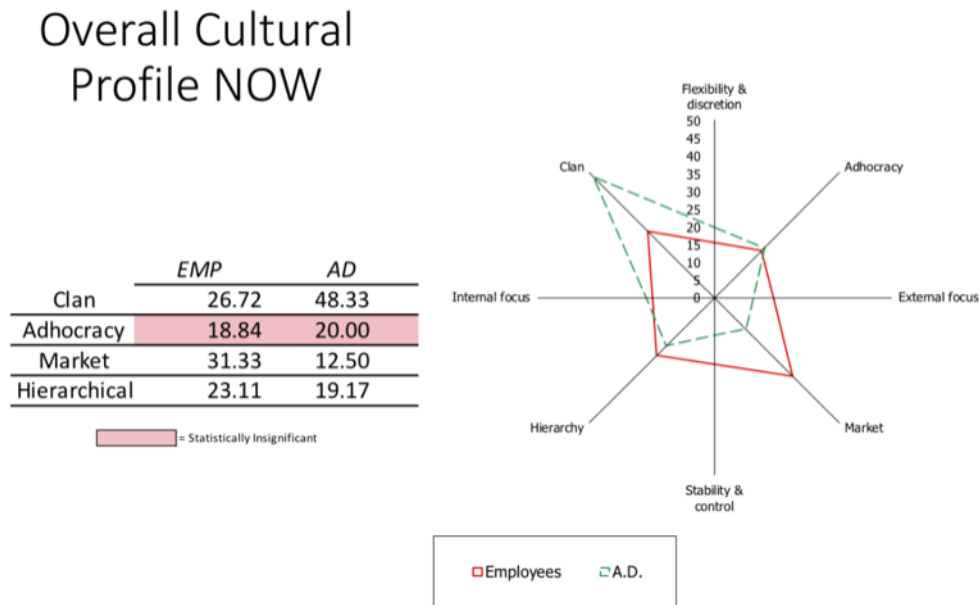 Overall Cultural
Profile NOW
EMP AD
Clan 26.72 48.33
Adhocracy 18.84 20.00
Market 31.33 12.50
Hierarchical 23.11 19.17
= Statistically Insignificant
Flexibility &
discretion
50
45
40
35
30
25
20
15
10
5
0
Clan
Adhocracy
Internal focus
External focus
Hierarchy
Market
Stability &
control
Employees A.D.